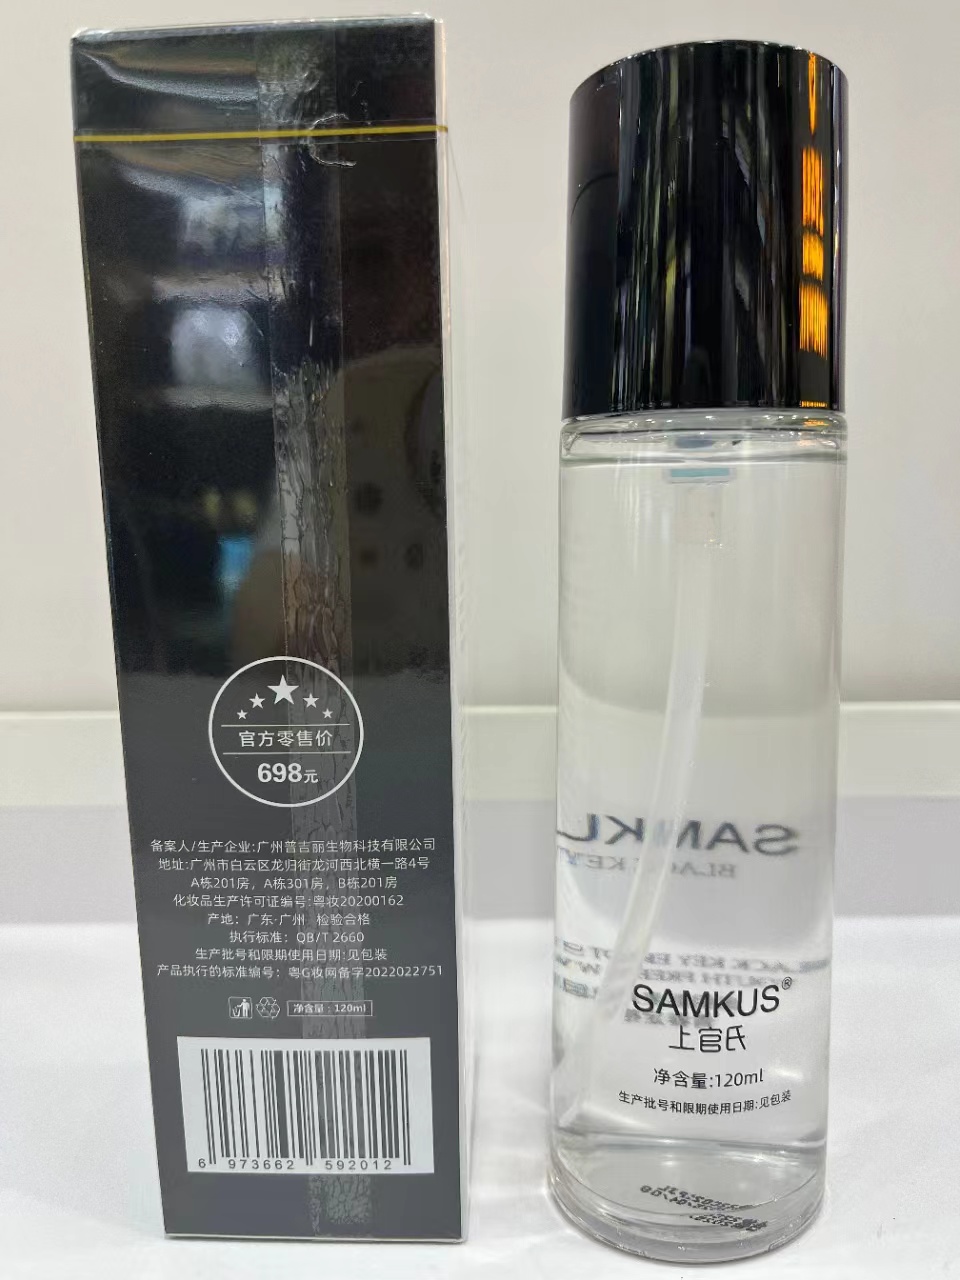 官方零售价
698元
备案人/生产企业:广州普吉丽生物科技有限公司
地址:广州市白云区龙归街龙河西北横一路4号
A栋201房，A栋301房，B栋201房
化妆品生产许可证编号:粤妆20200162
产地：广东·广州 检验合格
执行标准：QB/T 2660
生产批号和限期使用日期:见包装
产品执行的标准编号：粤G妆网备字2022022751
净含量：120ml
6 973662 592012
SAMKUS®
上官氏
净含量:120ml
生产批号和限期使用日期:见包装